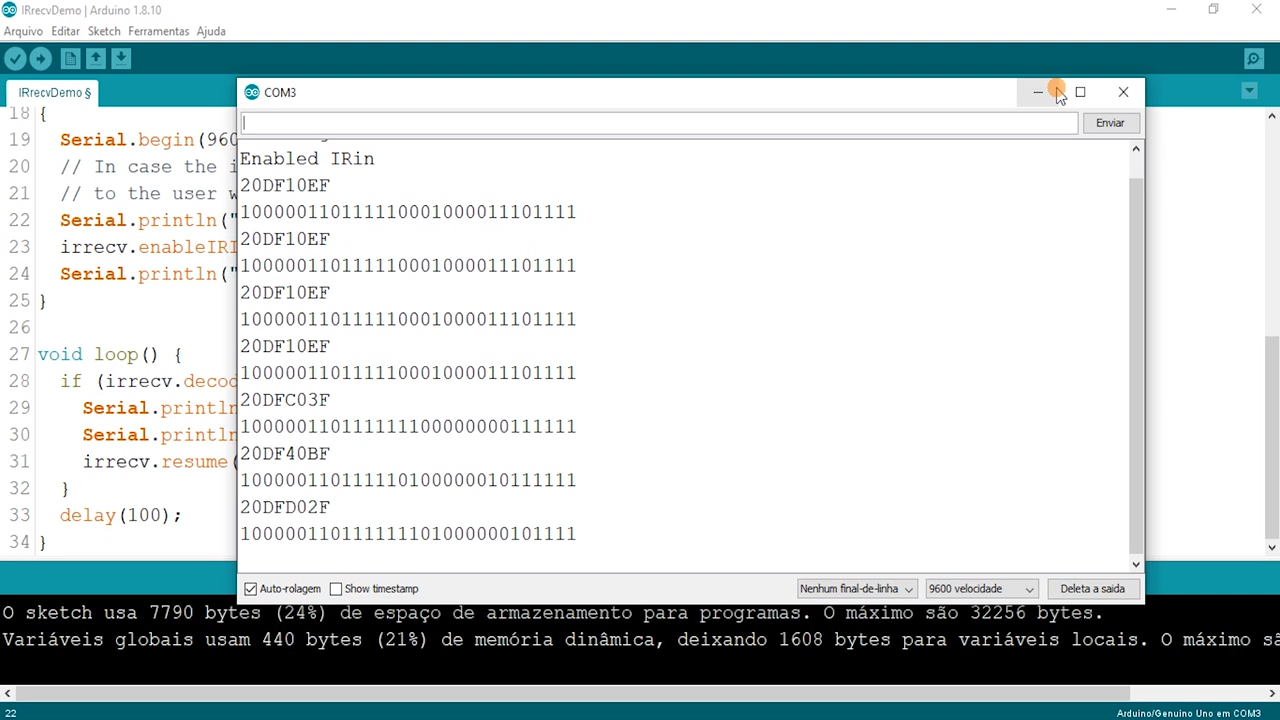 IRrecvDemo | Arduino 1.8.10
Arquivo Editar Sketch Ferramentas Ajuda
IRrecvDemo §
COM3
Enviar
18 {
19 Serial.begin(960
20 // In case the i
21 // to the user w
22 Serial.println("
23 irrecv.enableIRI
24 Serial.println("
25 }
26
27 void loop() {
28 if (irrecv.decod
29 Serial.println
30 Serial.println
31 irrecv.resume(
32 }
33 delay(100);
34 }
Enabled IRin
20DF10EF
100000110111110001000011101111
20DF10EF
100000110111110001000011101111
20DF10EF
100000110111110001000011101111
20DF10EF
100000110111110001000011101111
20DFC03F
100000110111111100000000111111
20DF40BF
100000110111110100000010111111
20DFD02F
100000110111111101000000101111
Auto-rolagem Show timestamp Nenhum final-de-linha 9600 velocidade Deleta a saida
O sketch usa 7790 bytes (24%) de espaço de armazenamento para programas. O máximo são 32256 bytes.
Variáveis globais usam 440 bytes (21%) de memória dinâmica, deixando 1608 bytes para variáveis locais. O máximo sã
22 Arduino/Genuino Uno em COM3